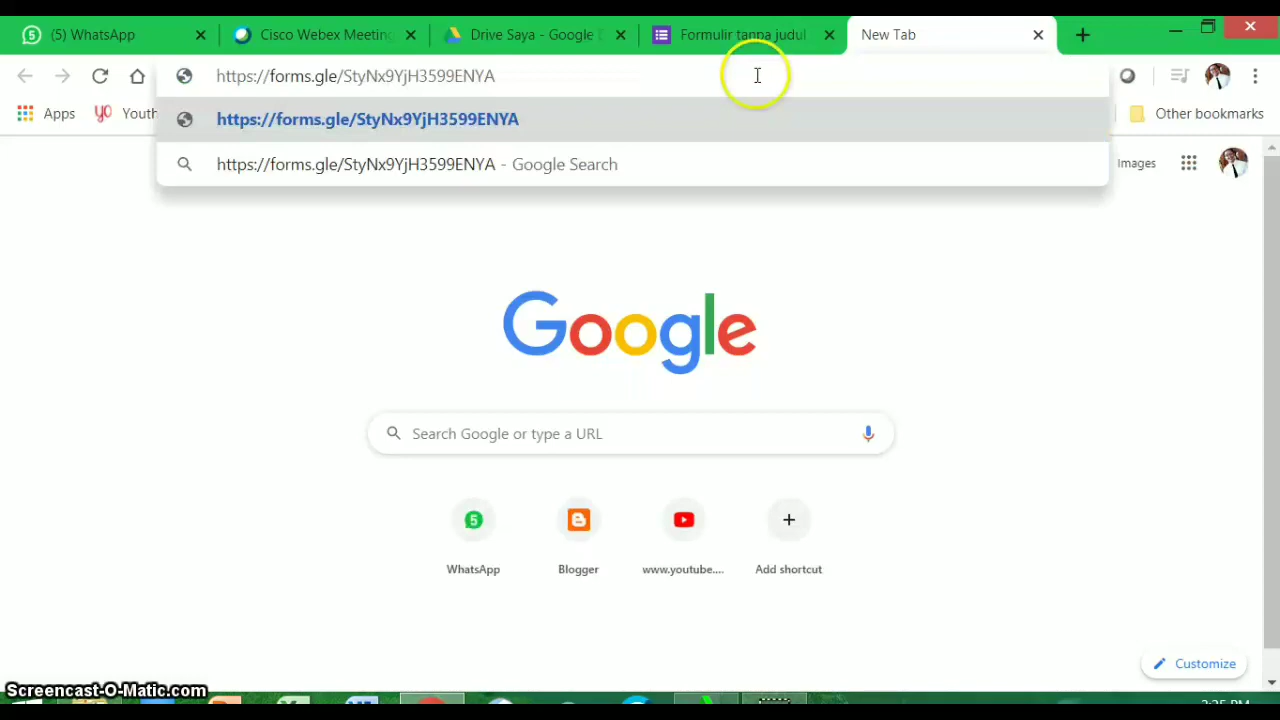 (5) WhatsApp
Cisco Webex Meeting
Drive Saya - Google D
Formulir tanpa judul
New Tab
https://forms.gle/StyNx9YjH3599ENYA
Apps
Youth
https://forms.gle/StyNx9YjH3599ENYA
Other bookmarks
https://forms.gle/StyNx9YjH3599ENYA - Google Search
Images
Google
Search Google or type a URL
5
WhatsApp
Blogger
www.youtube....
Add shortcut
Customize
Screencast-O-Matic.com